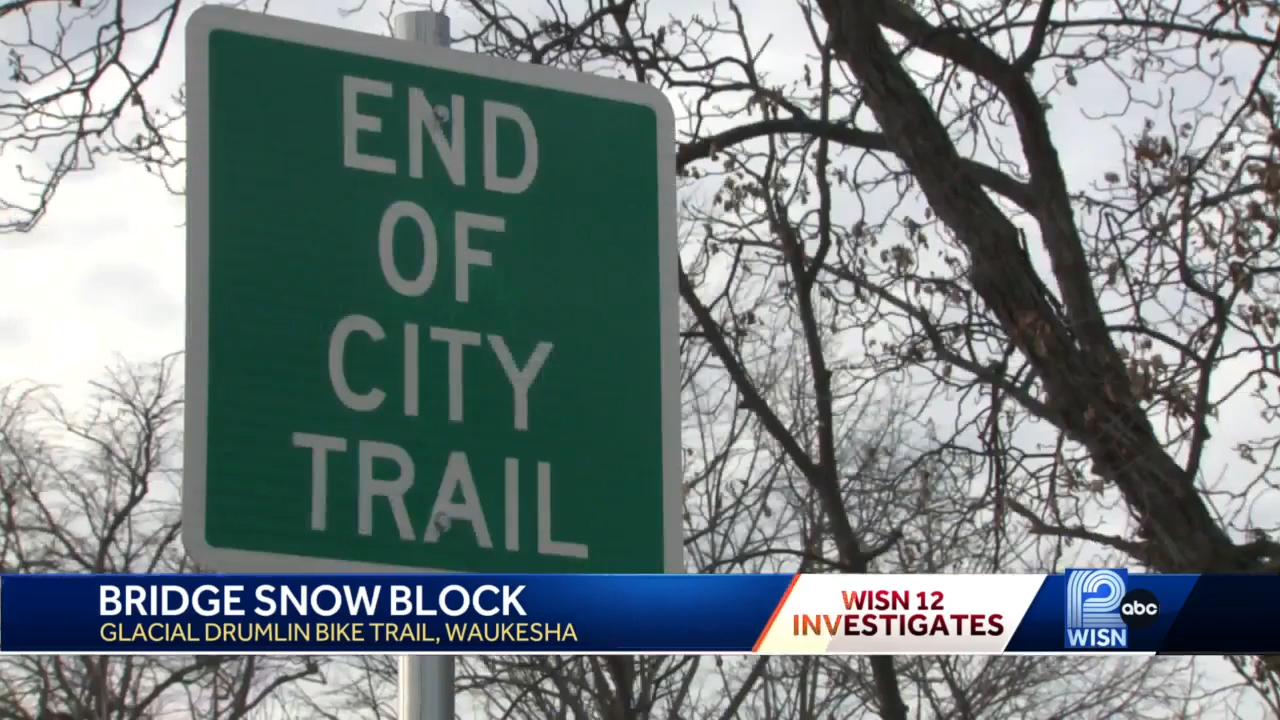 END
OF
CITY
TRAIL
BRIDGE SNOW BLOCK
GLACIAL DRUMLIN BIKE TRAIL, WAUKESHA
WISN 12
INVESTIGATES
12
WISN
abc